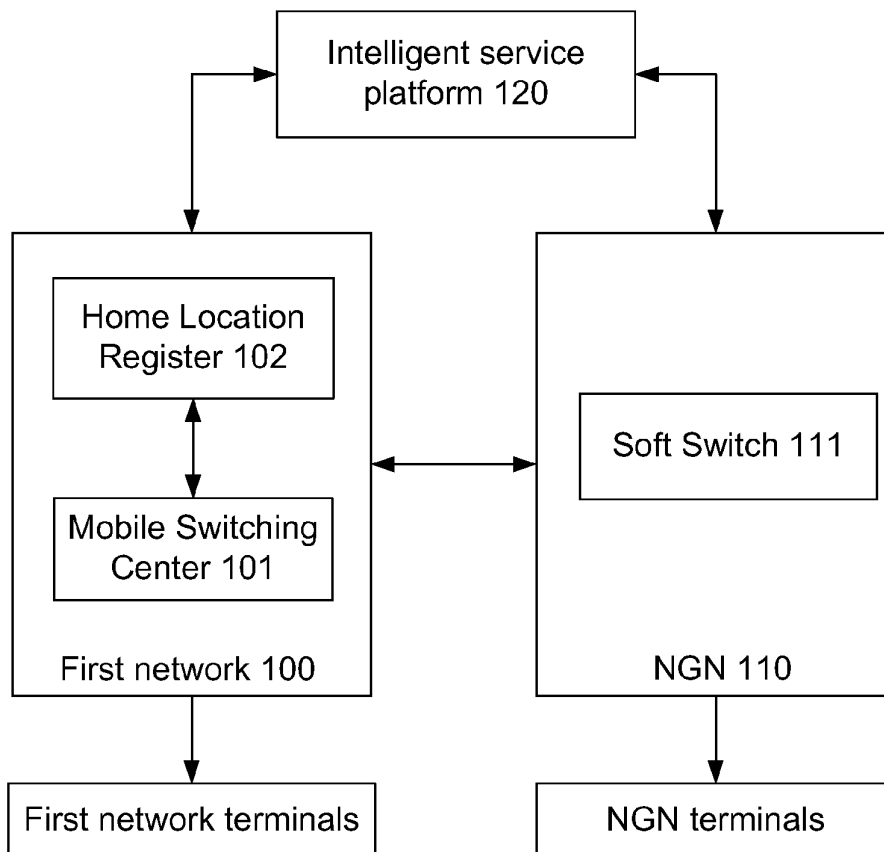 Intelligent service
platform 120
Home Location
Register 102
Mobile Switching
Center 101
First network 100
Soft Switch 111
NGN 110
First network terminals
NGN terminals